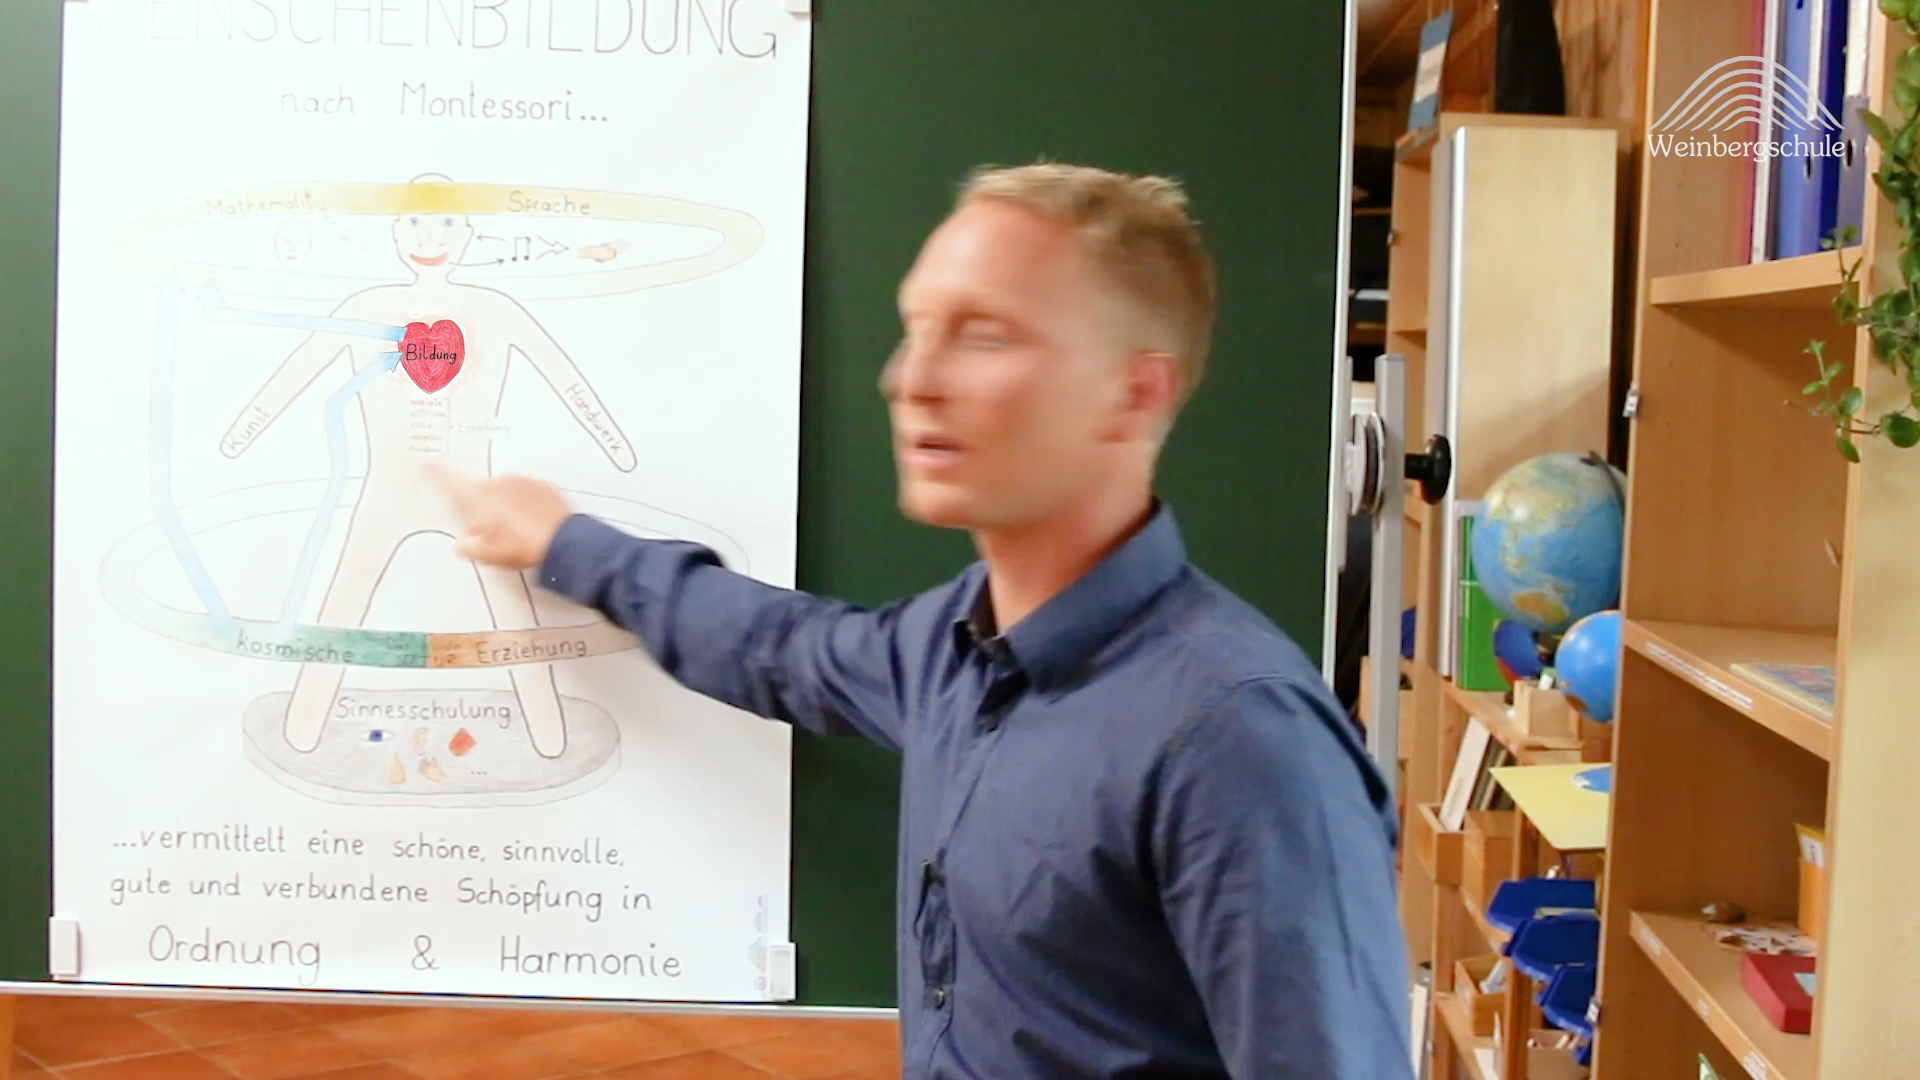 ENSCHENBILDUNG
nach Montessori...
Weinbergschule
Mathematik Sprache
Bildung
Kunst
Handwerk
Erziehung
kosmische Erziehung
Sinnesschulung
...
...vermittelt eine schöne, sinnvolle,
gute und verbundene Schöpfung in
Ordnung & Harmonie